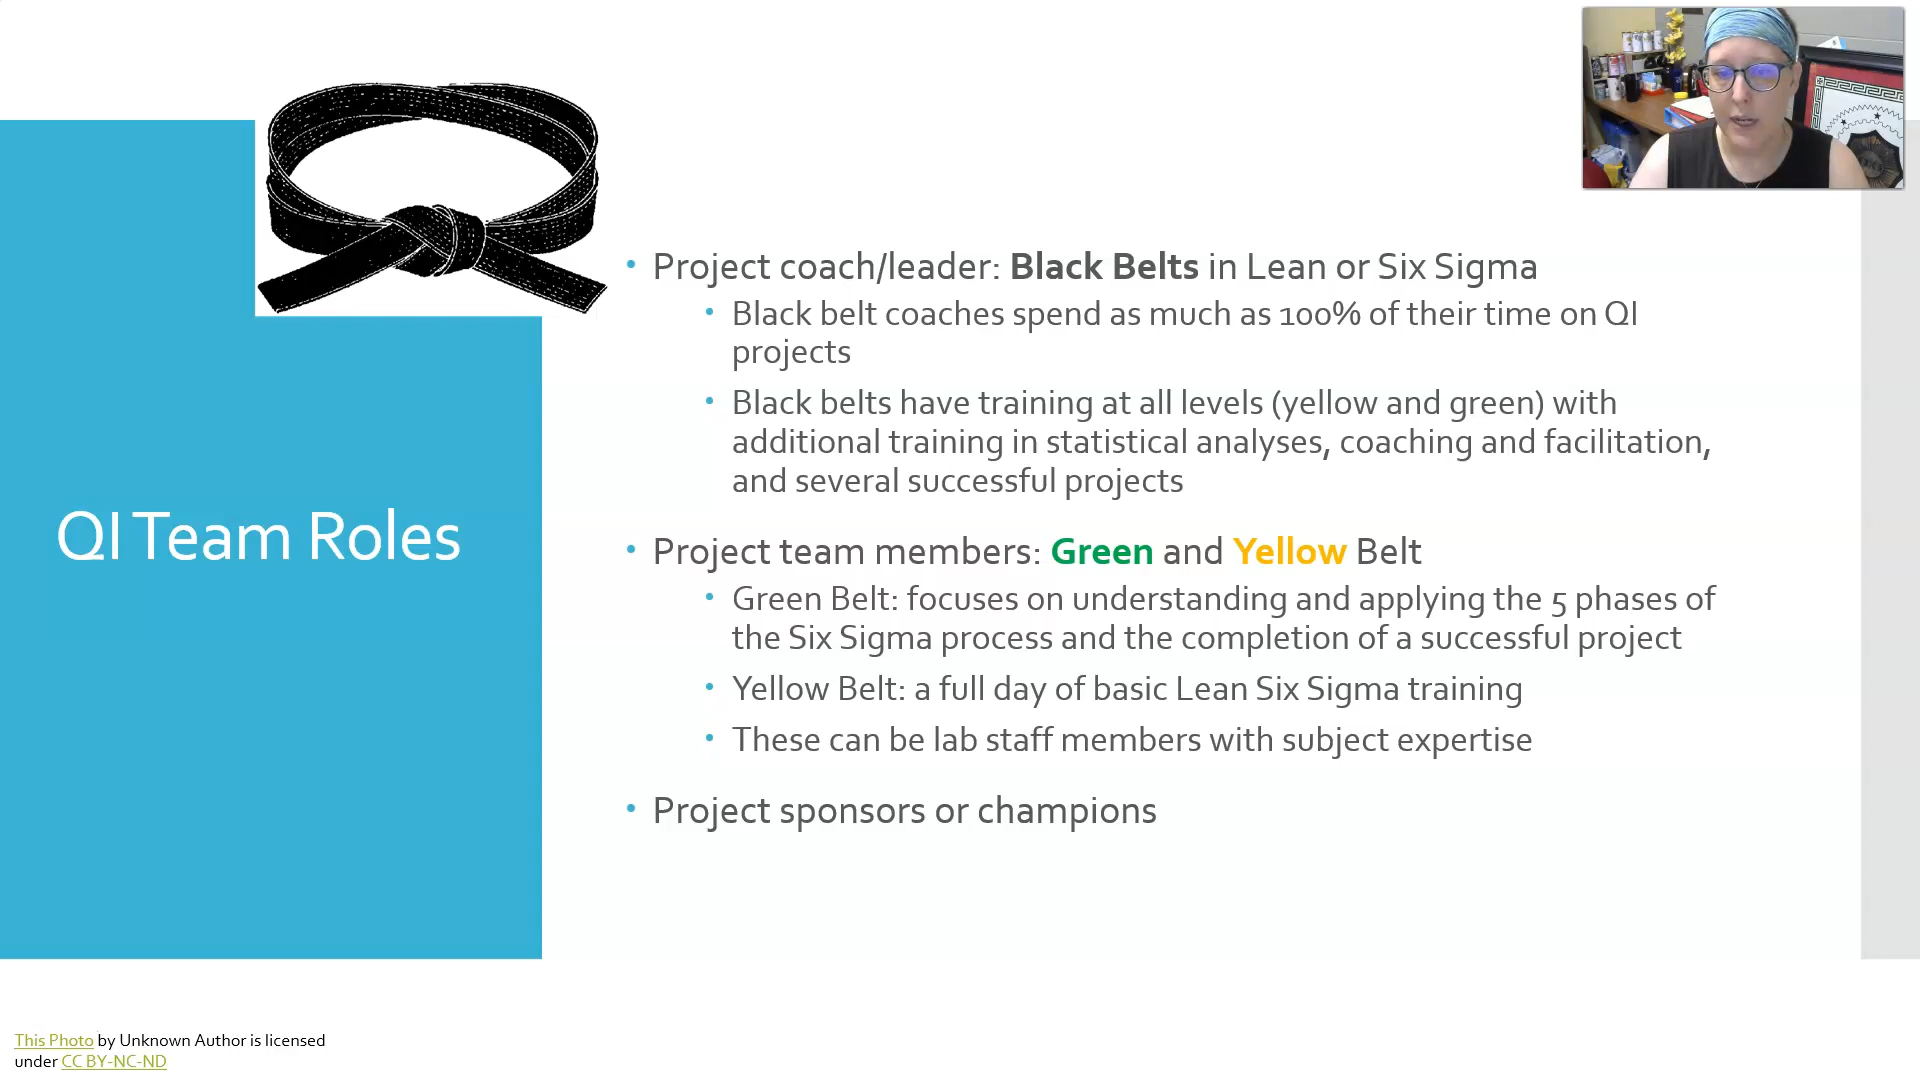 QI Team Roles
• Project coach/leader: Black Belts in Lean or Six Sigma
• Black belt coaches spend as much as 100% of their time on QI
projects
• Black belts have training at all levels (yellow and green) with
additional training in statistical analyses, coaching and facilitation,
and several successful projects
• Project team members: Green and Yellow Belt
• Green Belt: focuses on understanding and applying the 5 phases of
the Six Sigma process and the completion of a successful project
• Yellow Belt: a full day of basic Lean Six Sigma training
• These can be lab staff members with subject expertise
• Project sponsors or champions
This Photo by Unknown Author is licensed
under CC BY-NC-ND